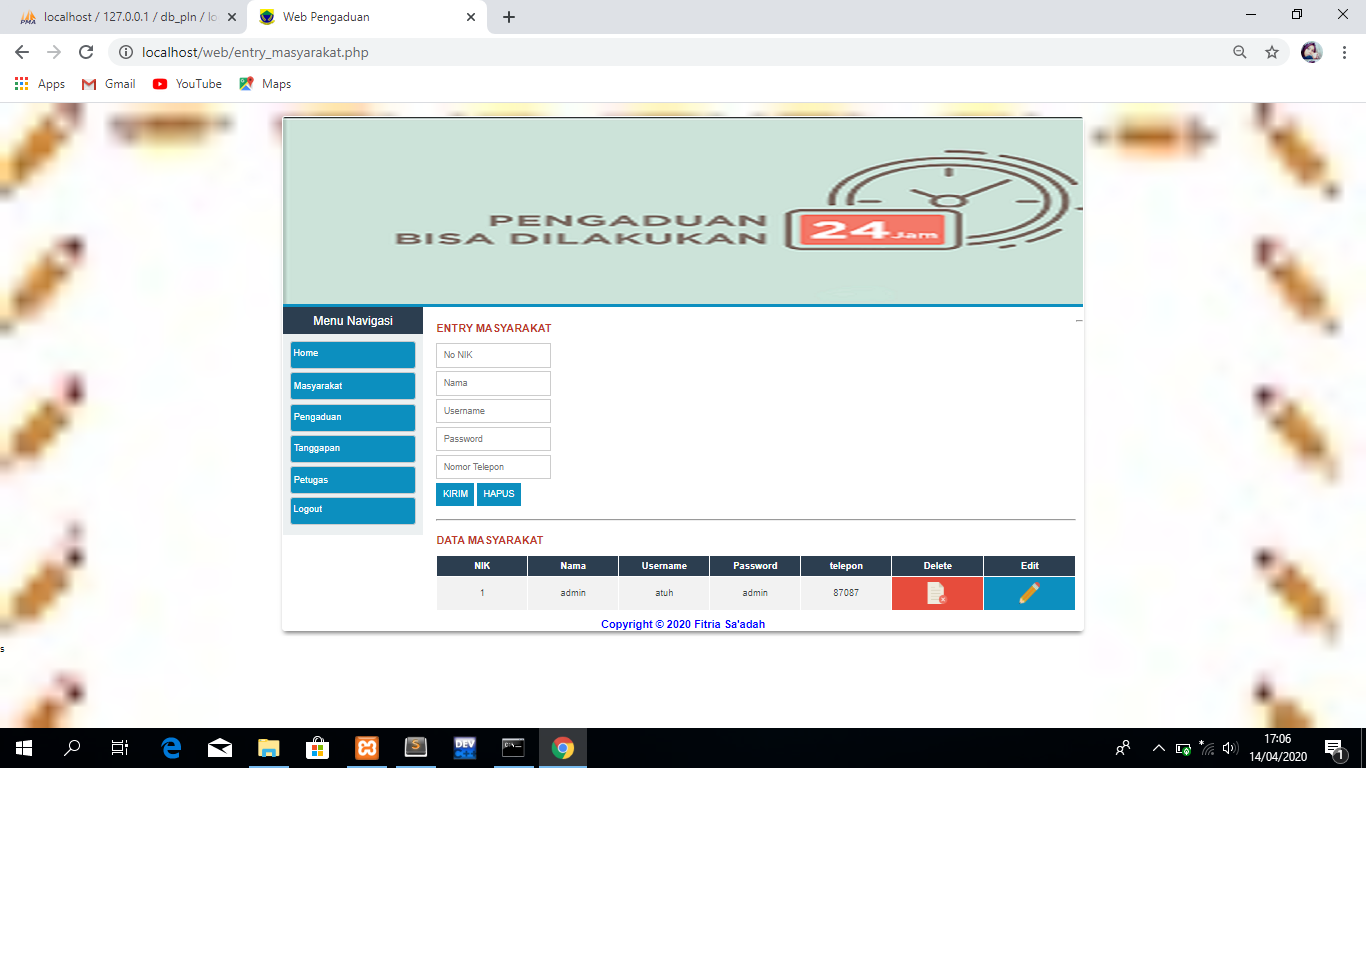 localhost / 127.0.0.1 / db_pln / lo
Web Pengaduan
localhost/web/entry_masyarakat.php
Apps
Gmail
YouTube
Maps
PENGADUAN
BISA DILAKUKAN
24 Jam
Menu Navigasi
Home
Masyarakat
Pengaduan
Tanggapan
Petugas
Logout
ENTRY MASYARAKAT
No NIK
Nama
Username
Password
Nomor Telepon
KIRIM HAPUS
DATA MASYARAKAT
NIK Nama Username Password telepon Delete Edit
1 admin atuh admin 87087
Copyright © 2020 Fitria Sa'adah
s
17:06
14/04/2020
1